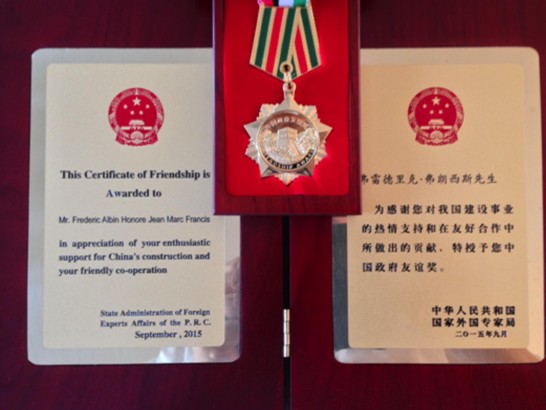 This Certificate of Friendship is
Awarded to
Mr. Frederic Albin Honore Jean Marc Francis
in appreciation of your enthusiastic
support for China's construction and
your friendly co-operation
State Administration of Foreign
Experts Affairs of the P. R. C.
September , 2015
弗雷德里克·弗朗西斯先生
为感谢您对我国建设事业
的热情支持和在友好合作中
所做出的贡献，特授予您中
国政府友谊奖。
中华人民共和国
国家外国专家局
二〇一五年九月